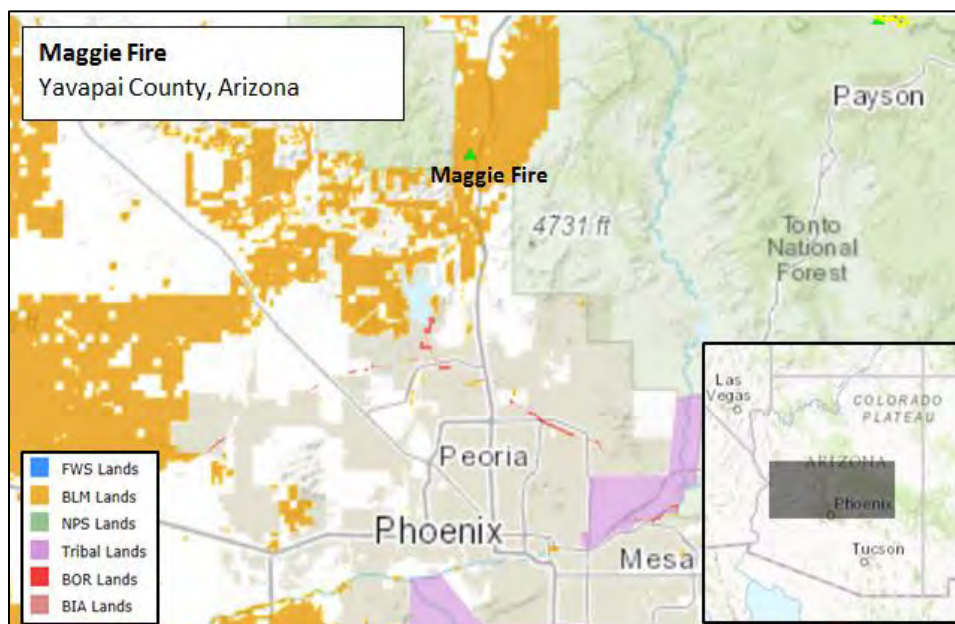 Maggie Fire
Yavapai County, Arizona
Payson
Maggie Fire
4731 ft
Tonto
National
Forest
Peoria
Phoenix
Mesa
FWS Lands
BLM Lands
NPS Lands
Tribal Lands
BOR Lands
BIA Lands
Las
Vegas
COLORADO
PLATEAU
ARIZONA
Phoenix
Tucson